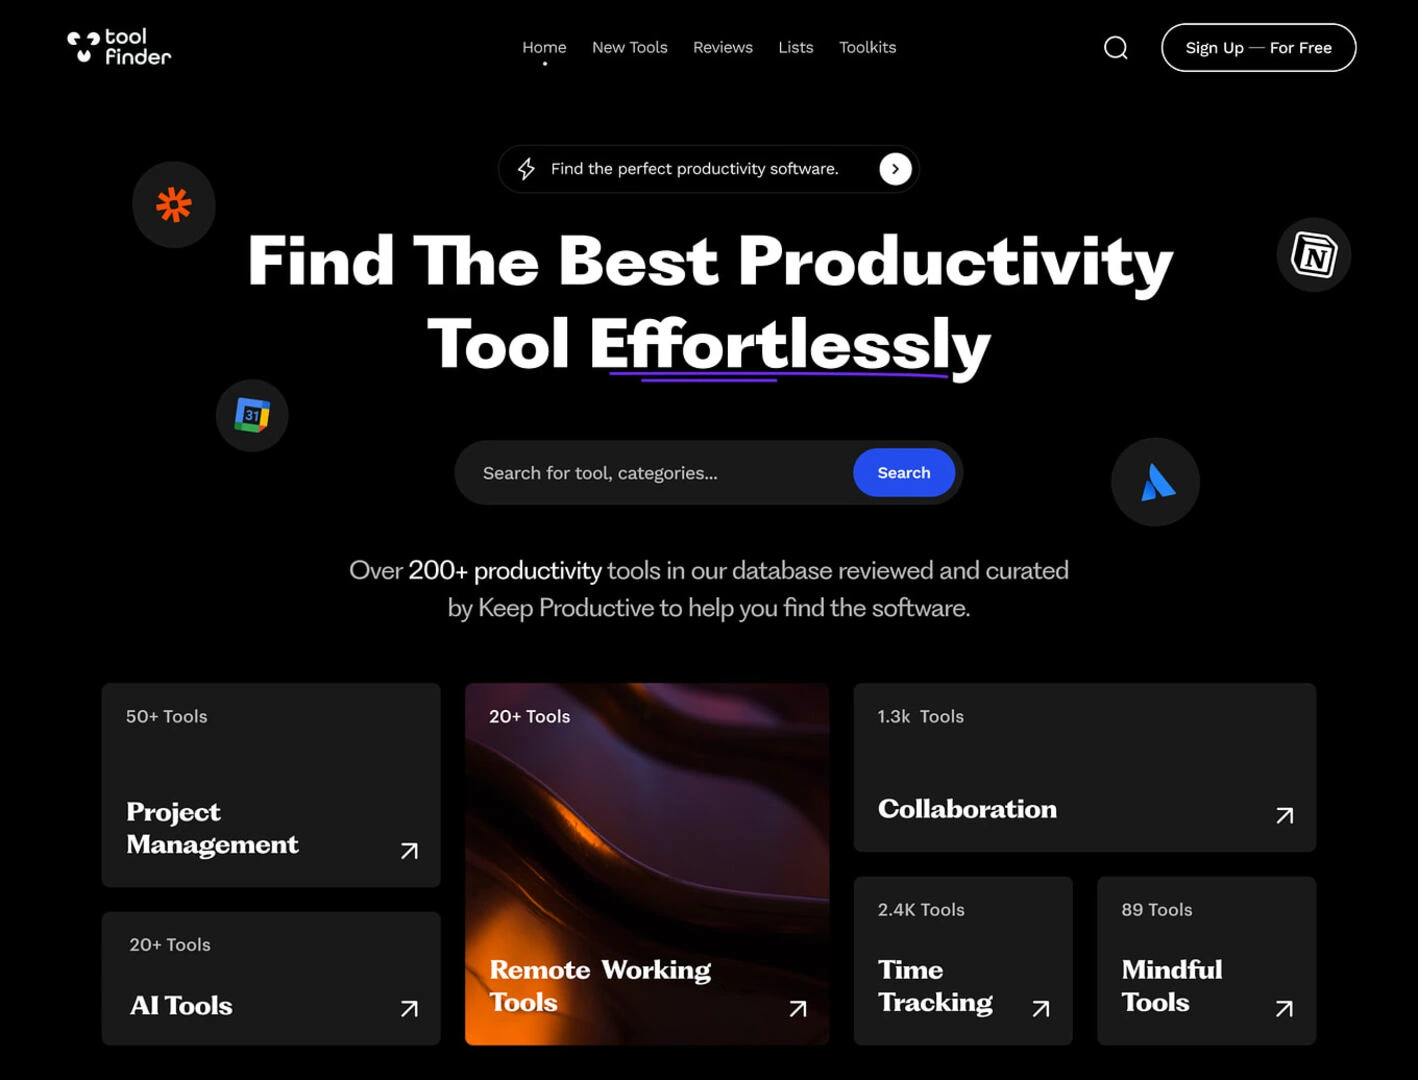 tool
finder
Home
New Tools
Reviews
Lists
Toolkits
Sign Up — For Free
Find the perfect productivity software.
Find The Best Productivity
Tool Effortlessly
N
31
Search for tool, categories...
Search
Over 200+ productivity tools in our database reviewed and curated
by Keep Productive to help you find the software.
50+ Tools
Project
Management
20+ Tools
AI Tools
20+ Tools
Remote Working
Tools
1.3k Tools
Collaboration
2.4K Tools
Time
Tracking
89 Tools
Mindful
Tools